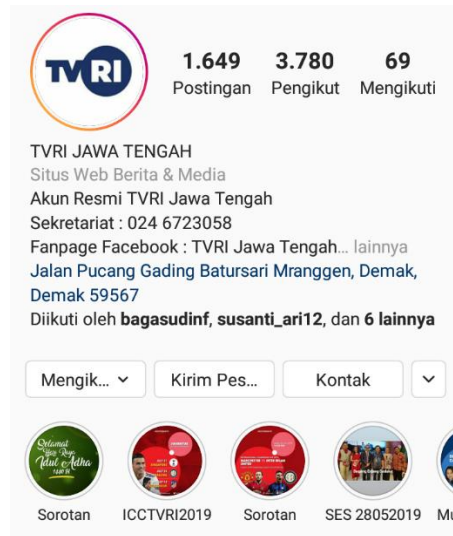 TVRI
1.649 3.780 69
Postingan Pengikut Mengikuti
TVRI JAWA TENGAH
Situs Web Berita & Media
Akun Resmi TVRI Jawa Tengah
Sekretariat : 024 6723058
Fanpage Facebook : TVRI Jawa Tengah... lainnya
Jalan Pucang Gading Batursari Mranggen, Demak,
Demak 59567
Diikuti oleh bagasudinf, susanti_ari12, dan 6 lainnya
Mengik... Kirim Pes... Kontak
Selamat
Hari Raya
Idul Adha
Sorotan ICCTVRI2019 Sorotan SES 28052019 Mu